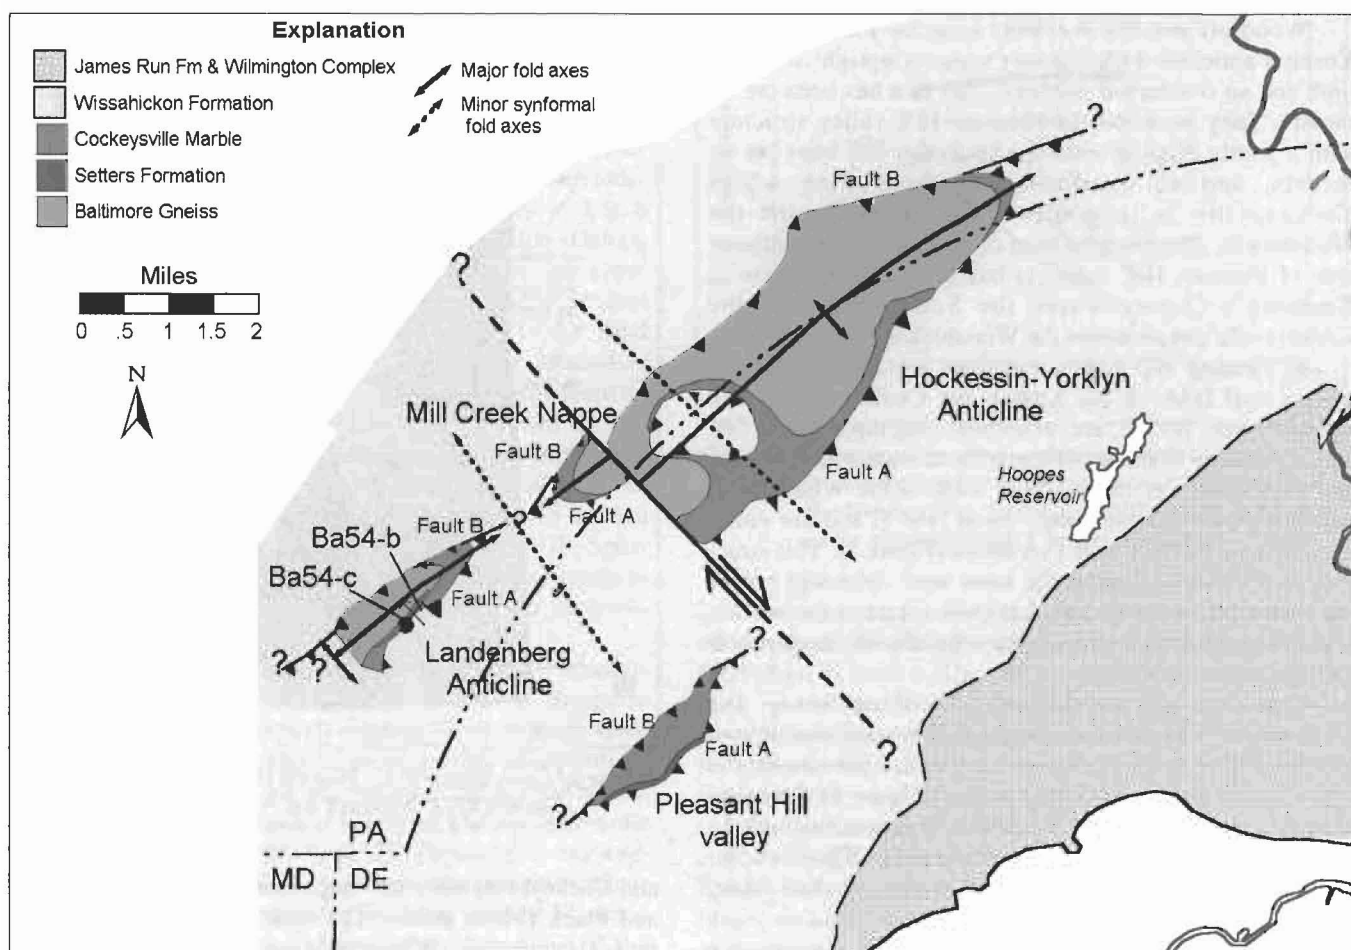 Explanation
James Run Fm & Wilmington Complex
Wissahickon Formation
Cockeysville Marble
Setters Formation
Baltimore Gneiss
Major fold axes
Minor synformal
fold axes
Miles
0 .5 1 1.5 2
N
?
Fault B
?
Hockessin-Yorklyn
Anticline
Mill Creek Nappe
Fault B
Fault A
Hoopes
Reservoir
Fault A
?
Fault B
Ba54-b
Ba54-c
Fault A
Landenberg
Anticline
?
?
?
Fault B
Fault A
?
Pleasant Hill
valley
?
PA
MD
DE